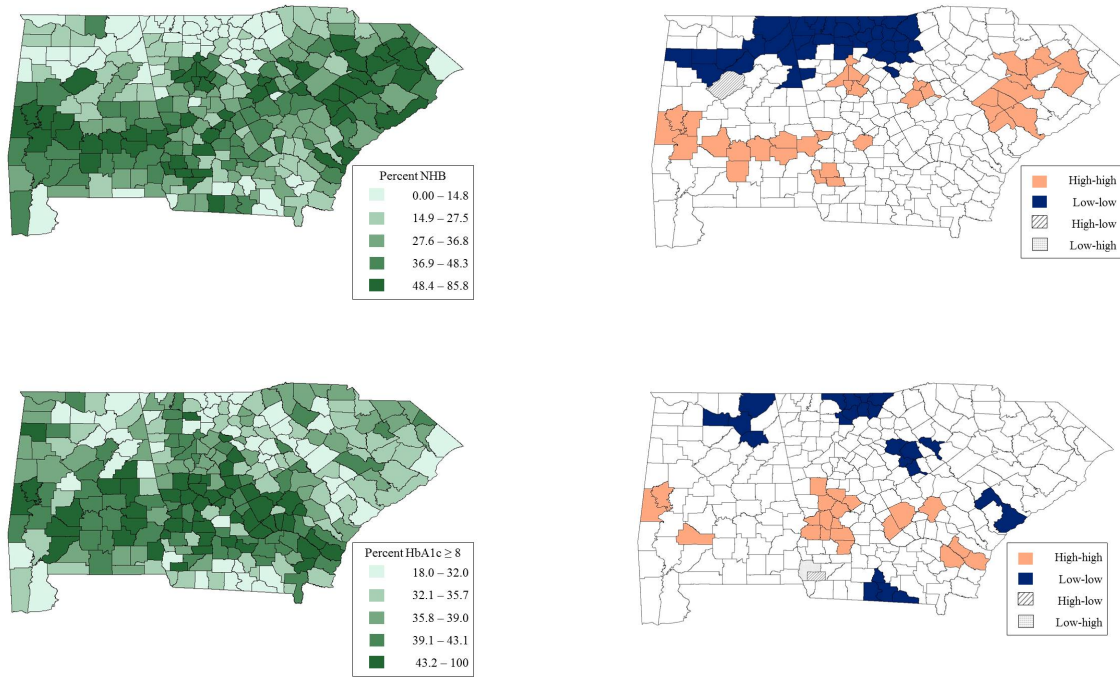 Percent NHB
0.00 – 14.8
14.9 – 27.5
27.6 – 36.8
36.9 – 48.3
48.4 – 85.8
High-high
Low-low
High-low
Low-high
Percent HbA1c ≥ 8
18.0 – 32.0
32.1 – 35.7
35.8 – 39.0
39.1 – 43.1
43.2 – 100
High-high
Low-low
High-low
Low-high